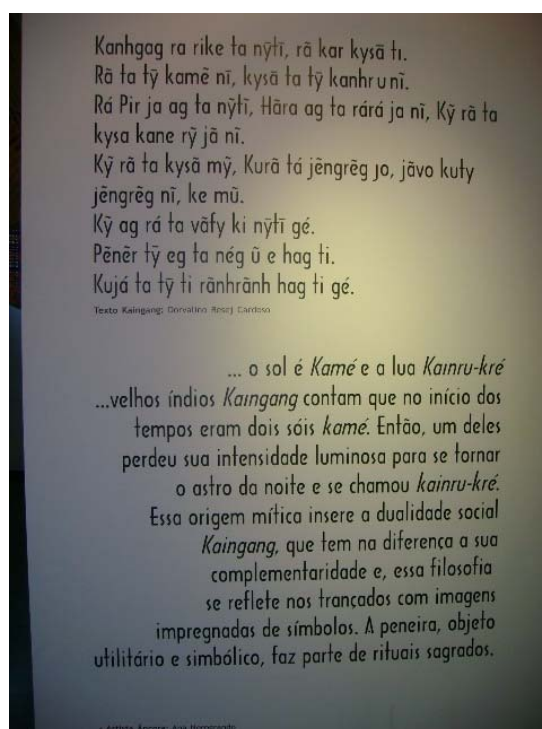 Kanhgag ra rike ta nỹtĩ, rã kar kysã ti.
Rã ta tỹ kamẽ nĩ, kysã ta tỹ kanhru nĩ.
Rá Pir ja ag ta nỹtĩ, Hãra ag ta rárá ja nĩ, Kỹ rã ta
kysa kane rỹ jã nĩ.
Kỹ rã ta kysã mỹ, Kurã tá jẽngrẽg jo, jãvo kuty
jẽngrẽg nĩ, ke mũ.
Kỹ ag rá ta vãfy ki nỹtĩ gé.
Pẽnẽr tỹ eg ta nég ũ e hag ti.
Kujá ta tỹ ti rãnhrãnh hag ti gé.
Texto Kaingang: Dorvalino Cardoso
... o sol é Kamé e a lua Kainru-kré
...velhos índios Kaingang contam que no início dos
tempos eram dois sóis kamé. Então, um deles
perdeu sua intensidade luminosa para se tornar
o astro da noite e se chamou kainru-kré.
Essa origem mítica insere a dualidade social
Kaingang, que tem na diferença a sua
complementaridade e, essa filosofia
se reflete nos trançados com imagens
impregnadas de símbolos. A peneira, objeto
utilitário e simbólico, faz parte de rituais sagrados.